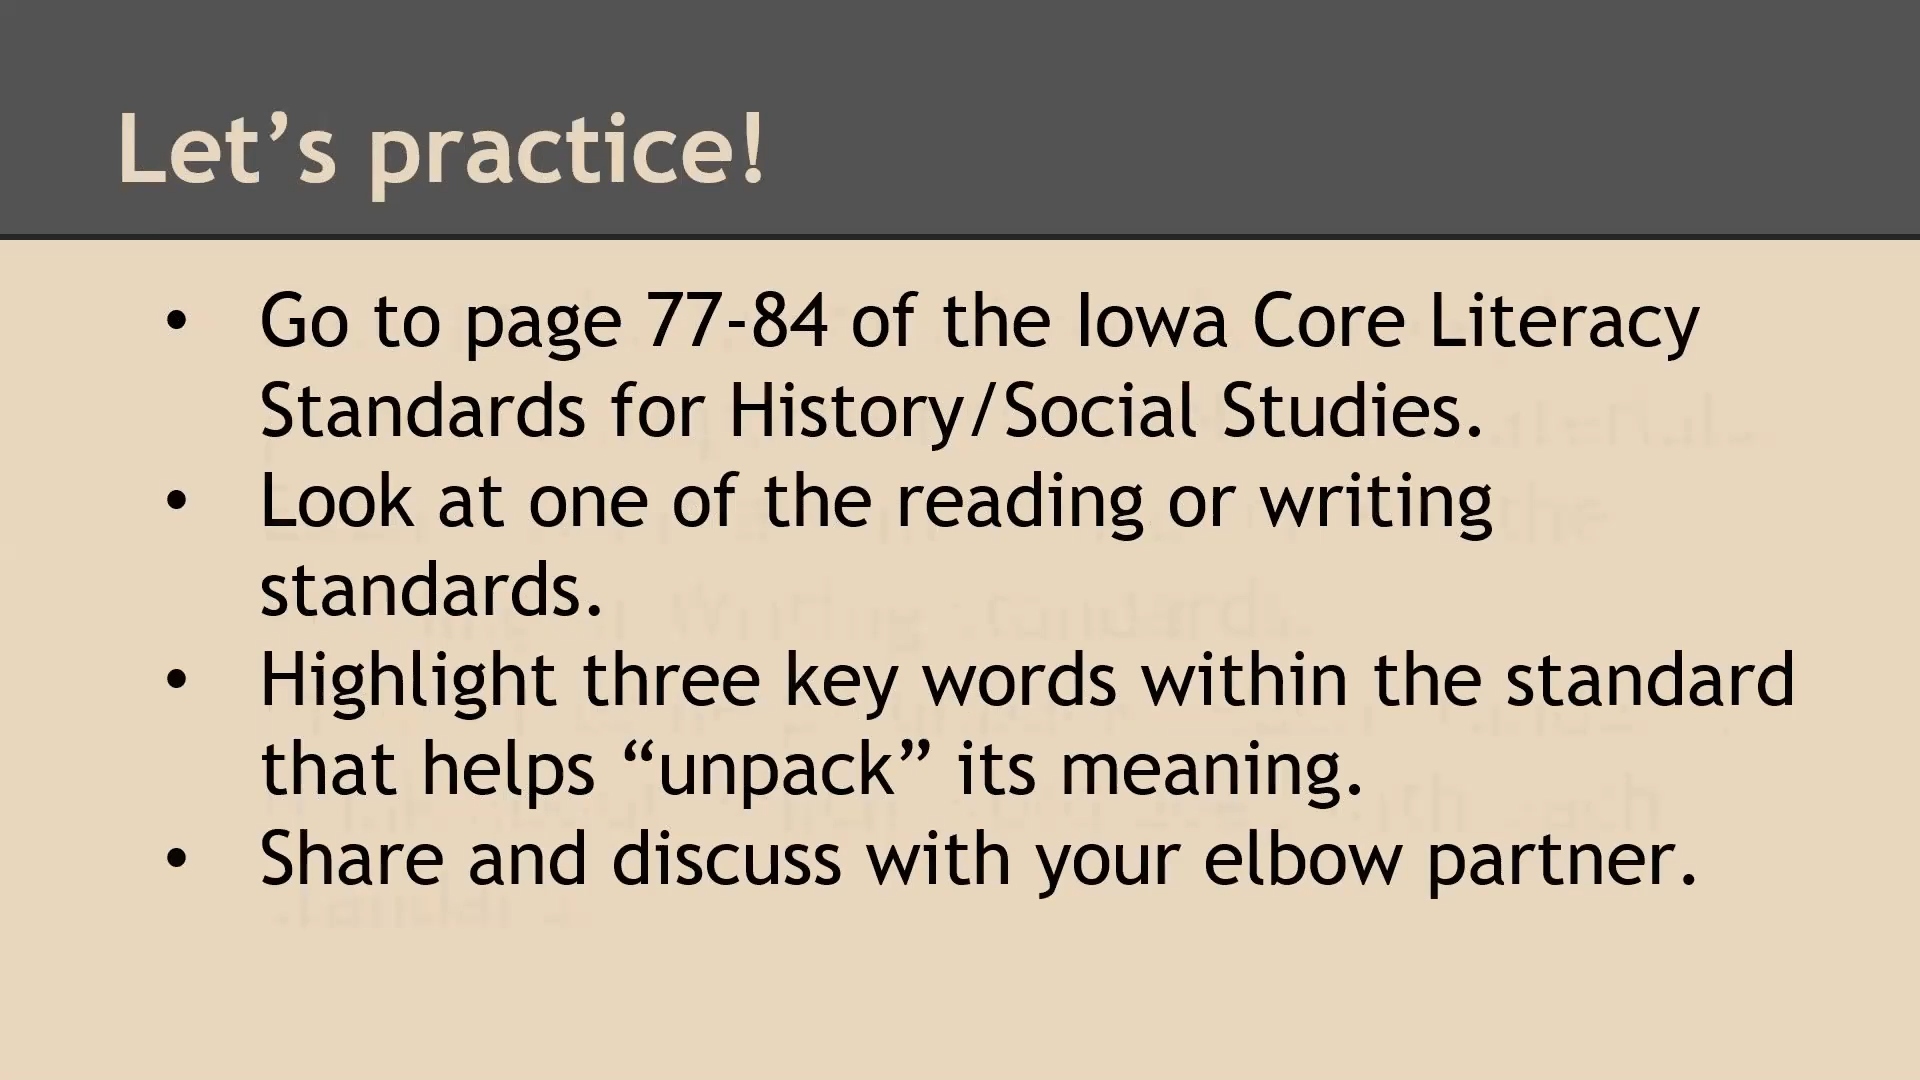 Let’s practice!
• Go to page 77-84 of the Iowa Core Literacy
Standards for History/Social Studies.
• Look at one of the reading or writing
standards.
• Highlight three key words within the standard
that helps “unpack” its meaning.
• Share and discuss with your elbow partner.